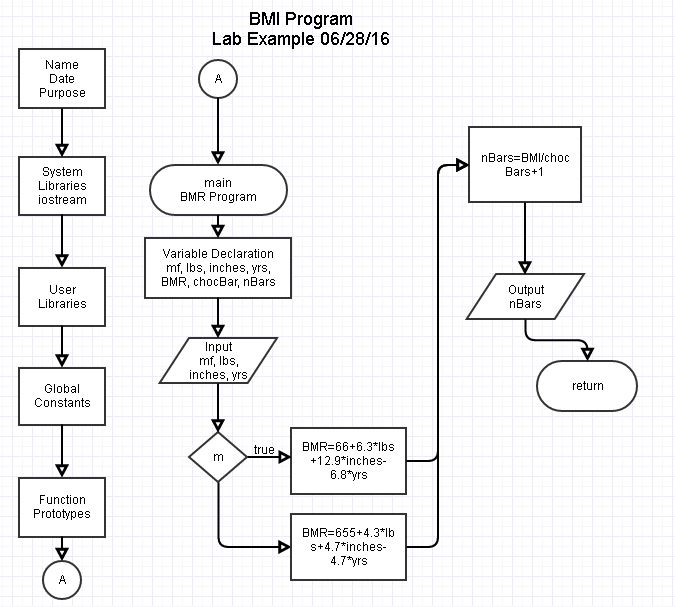 BMI Program
Lab Example 06/28/16
Name
Date
Purpose
System
Libraries
iostream
User
Libraries
Global
Constants
Function
Prototypes
A
A
main
BMR Program
Variable Declaration
mf, lbs, inches, yrs,
BMR, chocBar, nBars
Input
mf, lbs,
inches, yrs
m
true
BMR=66+6.3*lbs
+12.9*inches-
6.8*yrs
BMR=655+4.3*lb
s+4.7*inches-
4.7*yrs
nBars=BMI/choc
Bars+1
Output
nBars
return